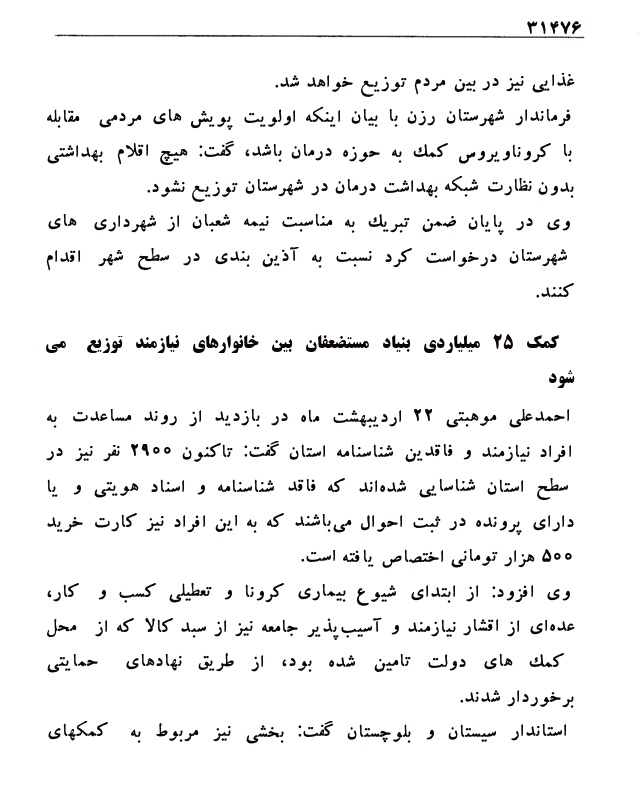 ۳۱۴۷۶
غذایی نیز در بین مردم توزیع خواهد شد.
فرماندار شهرستان رزن با بیان اینکه اولویت پویش های مردمی مقابله
با کروناویروس کمك به حوزه درمان باشد، گفت: هیچ اقلام بهداشتی
بدون نظارت شبکه بهداشت درمان در شهرستان توزیع نشود.
وی در پایان ضمن تبریك به مناسبت نیمه شعبان از شهرداری های
شهرستان درخواست کرد نسبت به آذین بندی در سطح شهر اقدام
کنند.
کمک ۲۵ میلیاردی بنیاد مستضعفان بین خانوارهای نیازمند توزیع می
شود
احمدعلی موهبتی ۲۲ اردیبهشت ماه در بازدید از روند مساعدت به
افراد نیازمند و فاقدین شناسنامه استان گفت: تاکنون ۲۹۰۰ نفر نیز در
سطح استان شناسایی شده‌اند که فاقد شناسنامه و اسناد هویتی و یا
دارای پرونده در ثبت احوال می‌باشند که به این افراد نیز کارت خرید
۵۰۰ هزار تومانی اختصاص یافته است.
وی افزود: از ابتدای شیوع بیماری کرونا و تعطیلی کسب و کار،
عده‌ای از اقشار نیازمند و آسیب‌پذیر جامعه نیز از سبد کالا که از محل
کمك های دولت تامین شده بود، از طریق نهادهای حمایتی
برخوردار شدند.
استاندار سیستان و بلوچستان گفت: بخشی نیز مربوط به کمکهای